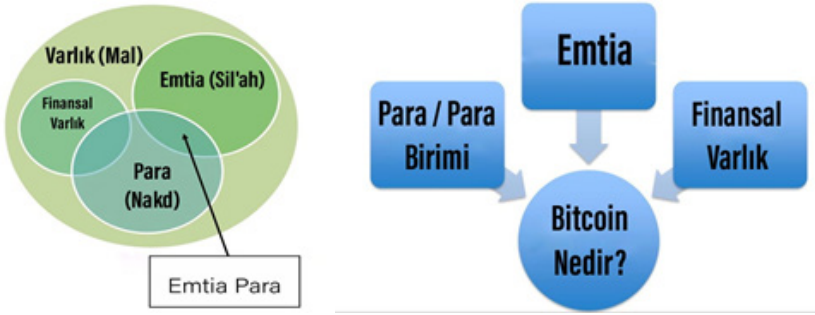 Varlık (Mal)
Emtia (Sil'ah)
Finansal
Varlık
Para
(Nakd)
Emtia Para
Emtia
Para / Para
Birimi
Finansal
Varlık
Bitcoin
Nedir?